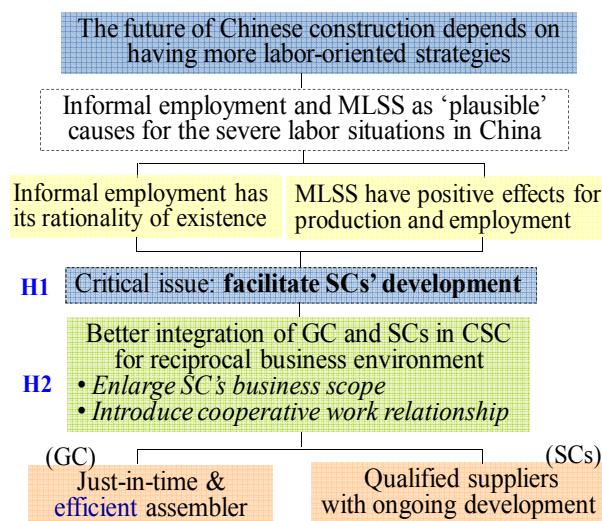 The future of Chinese construction depends on
having more labor-oriented strategies
Informal employment and MLSS as ‘plausible’
causes for the severe labor situations in China
Informal employment has
its rationality of existence
MLSS have positive effects for
production and employment
H1
Critical issue: facilitate SCs’ development
Better integration of GC and SCs in CSC
for reciprocal business environment
H2
• Enlarge SC’s business scope
• Introduce cooperative work relationship
(GC)
Just-in-time &
efficient assembler
(SCs)
Qualified suppliers
with ongoing development